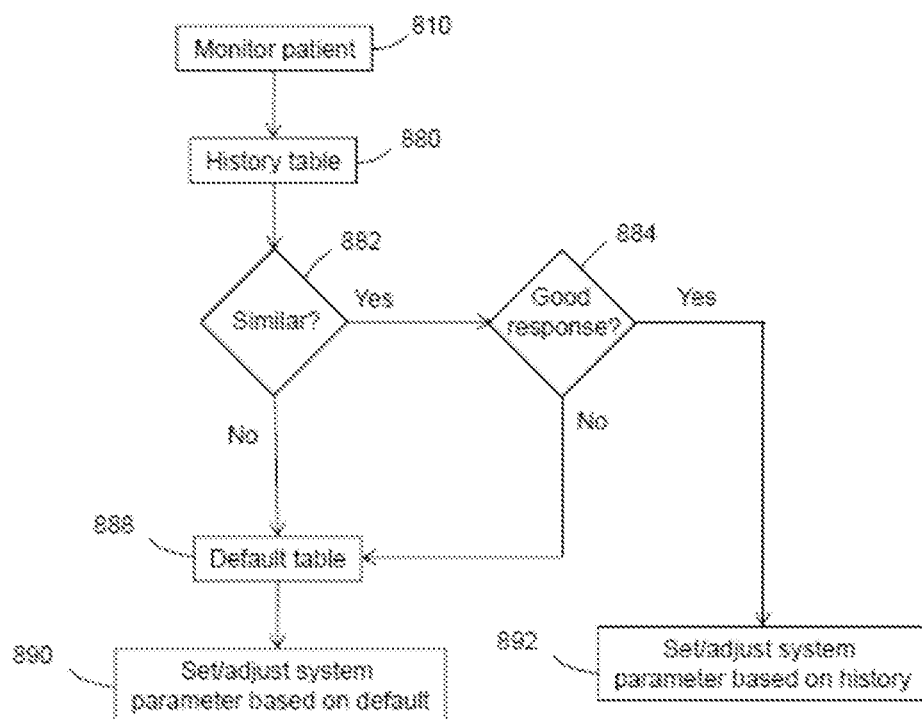 810
Monitor patient
880
History table
882
884
Similar?
Yes
Good
response?
Yes
No
No
888
Default table
890
Set/adjust system
parameter based on default
892
Set/adjust system
parameter based on history